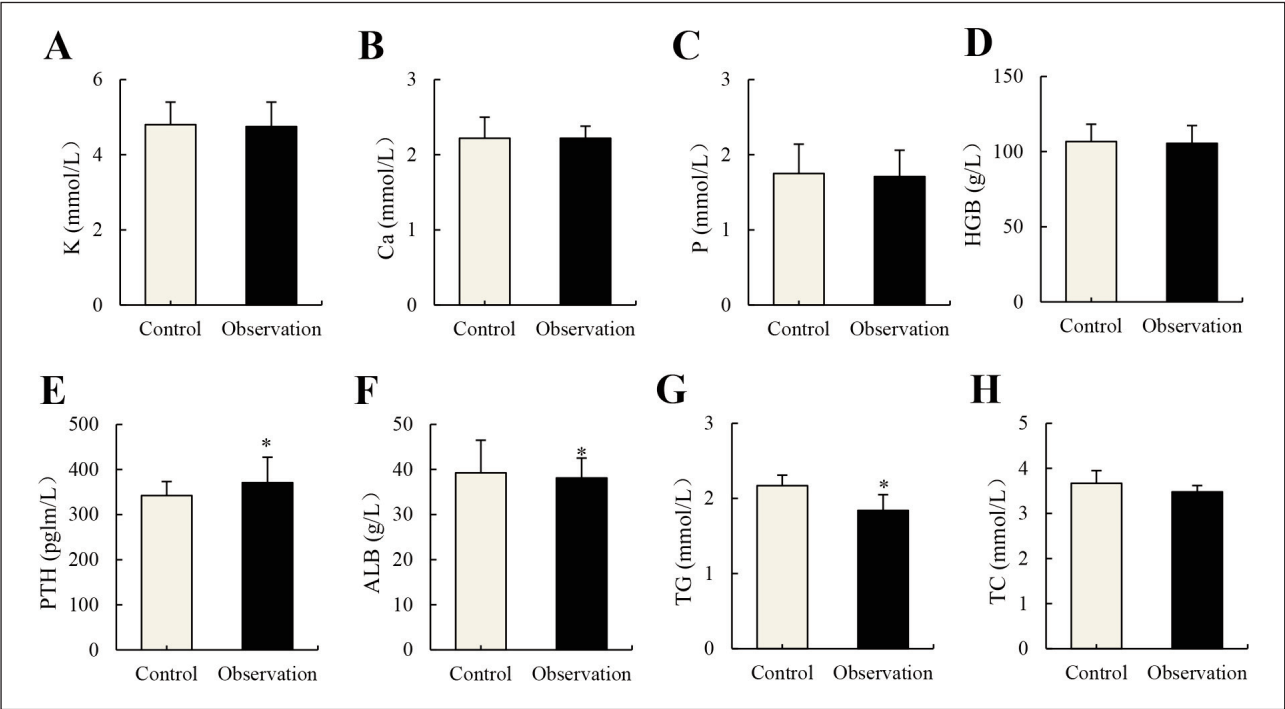 A
K (mmol/L)
6
4
2
0
Control Observation
B
Ca (mmol/L)
3
2
1
0
Control Observation
C
P (mmol/L)
3
2
1
0
Control Observation
D
HGB (g/L)
150
100
50
0
Control Observation
E
PTH (pglm/L)
500
400
300
200
100
0
*
Control Observation
F
ALB (g/L)
50
40
30
20
10
0
*
Control Observation
G
TG (mmol/L)
3
2
1
0
*
Control Observation
H
TC (mmol/L)
5
4
3
2
1
0
Control Observation